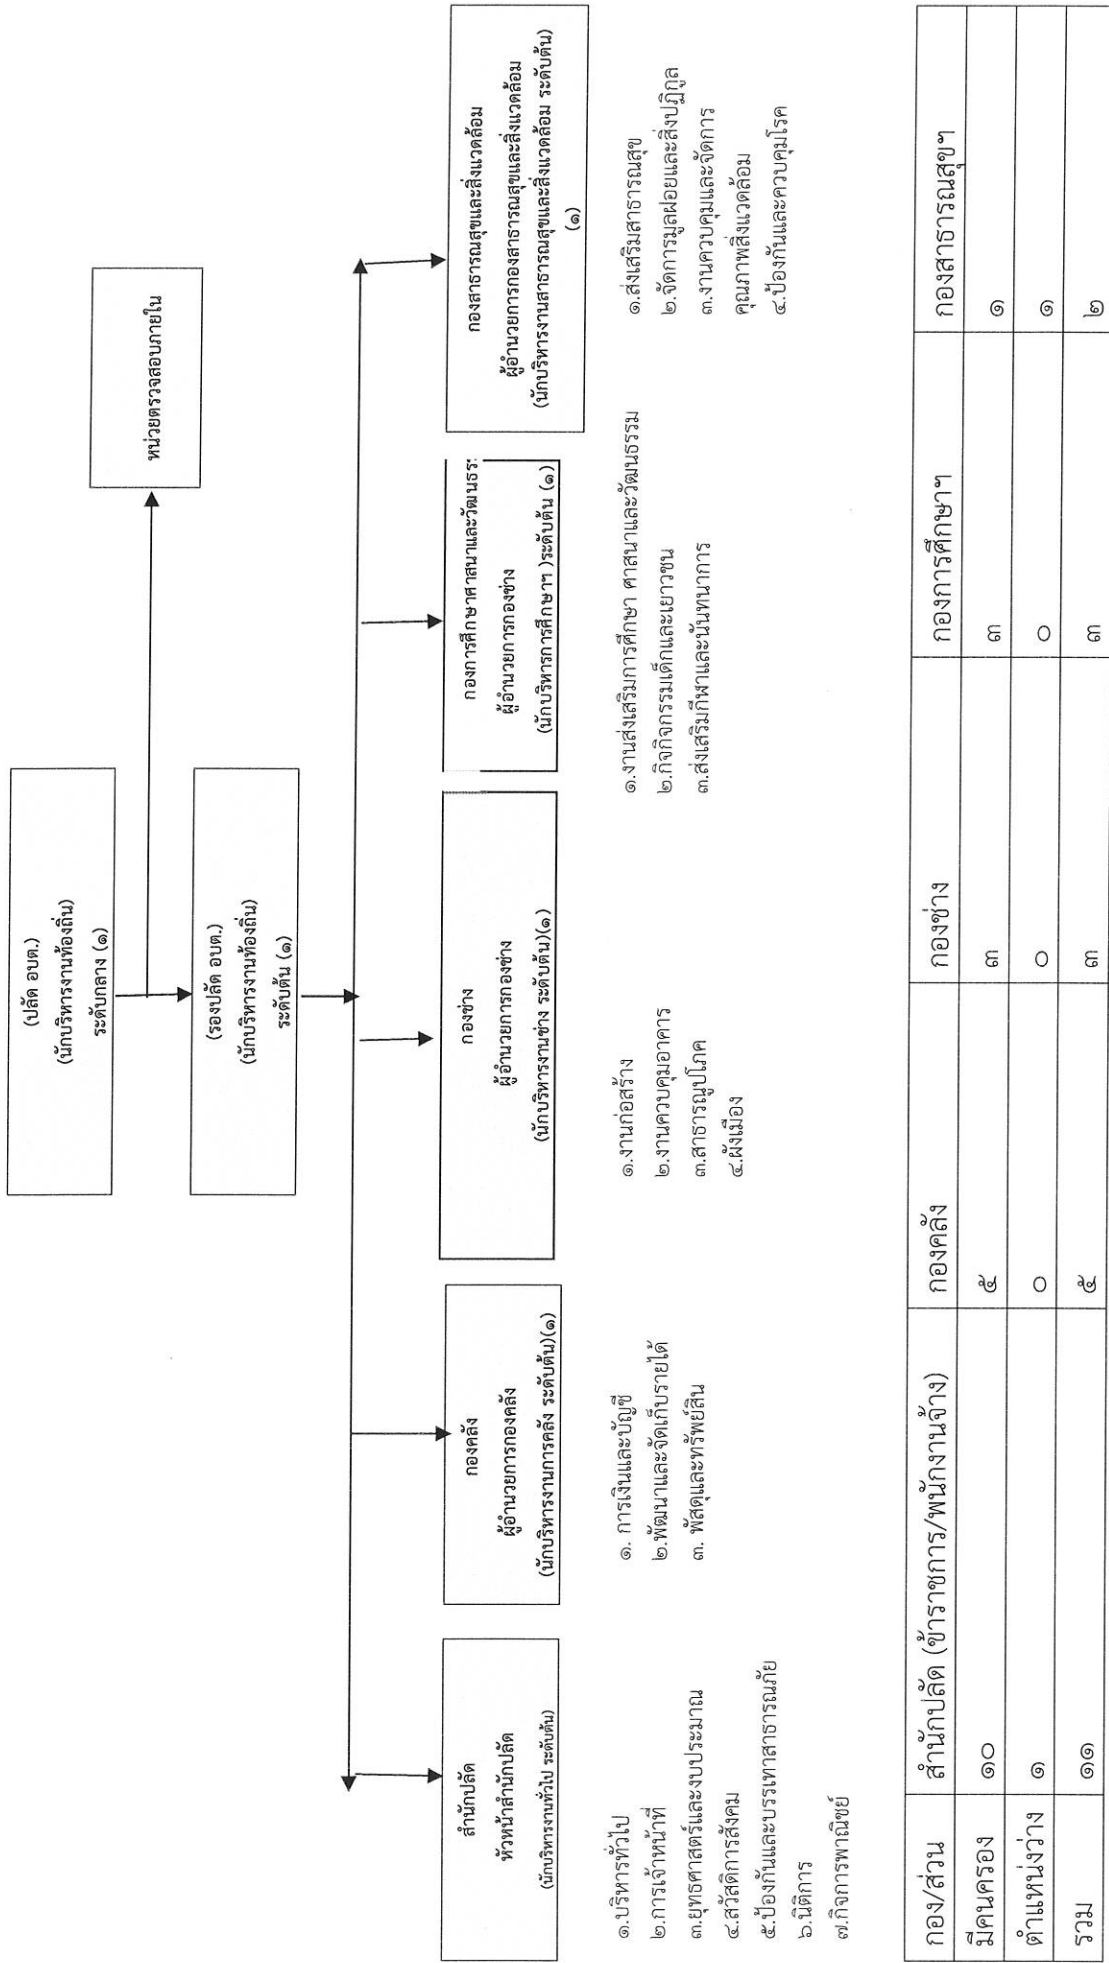 (ปลัด อบต.)
(นักบริหารงานท้องถิ่น)
ระดับกลาง (๑)
หน่วยตรวจสอบภายใน
(รองปลัด อบต.)
(นักบริหารงานท้องถิ่น)
ระดับต้น (๑)
สำนักปลัด
หัวหน้าสำนักปลัด
(นักบริหารงานทั่วไป ระดับต้น)
กองคลัง
ผู้อำนวยการกองคลัง
(นักบริหารงานการคลัง ระดับต้น)(๑)
กองช่าง
ผู้อำนวยการกองช่าง
(นักบริหารงานช่าง ระดับต้น)(๑)
กองการศึกษาศาสนาและวัฒนธร
ผู้อำนวยการกองช่าง
(นักบริหารการศึกษาฯ )ระดับต้น (๑)
กองสาธารณสุขและสิ่งแวดล้อม
ผู้อำนวยการกองสาธารณสุขและสิ่งแวดล้อม
(นักบริหารงานสาธารณสุขและสิ่งแวดล้อม ระดับต้น)
(๑)
๑.บริหารทั่วไป
๒.การเจ้าหน้าที่
๓.ยุทธศาสตร์และงบประมาณ
๔.สวัสดิการสังคม
๕.ป้องกันและบรรเทาสาธารณภัย
๖.นิติการ
๗.กิจการพาณิชย์
๑. การเงินและบัญชี
๒.พัฒนาและจัดเก็บรายได้
๓. พัสดุและทรัพย์สิน
๑.งานก่อสร้าง
๒.งานควบคุมอาคาร
๓.สาธารณูปโภค
๔.ผังเมือง
๑.งานส่งเสริมการศึกษา ศาสนาและวัฒนธรรม
๒.กิจกิจกรรมเด็กและเยาวชน
๓.ส่งเสริมกีฬาและนันทนาการ
๑.ส่งเสริมสาธารณสุข
๒.จัดการมูลฝอยและสิ่งปฏิกูล
๓.งานควบคุมและจัดการ
คุณภาพสิ่งแวดล้อม
๔.ป้องกันและควบคุมโรค
กอง/ส่วน สำนักปลัด (ข้าราชการ/พนักงานจ้าง) กองคลัง กองช่าง กองการศึกษาฯ กองสาธารณสุขฯ
มีคนครอง ๑๐ ๕ ๓ ๓ ๑
ตำแหน่งว่าง ๑ ๐ ๐ ๐ ๑
รวม ๑๑ ๕ ๓ ๓ ๒